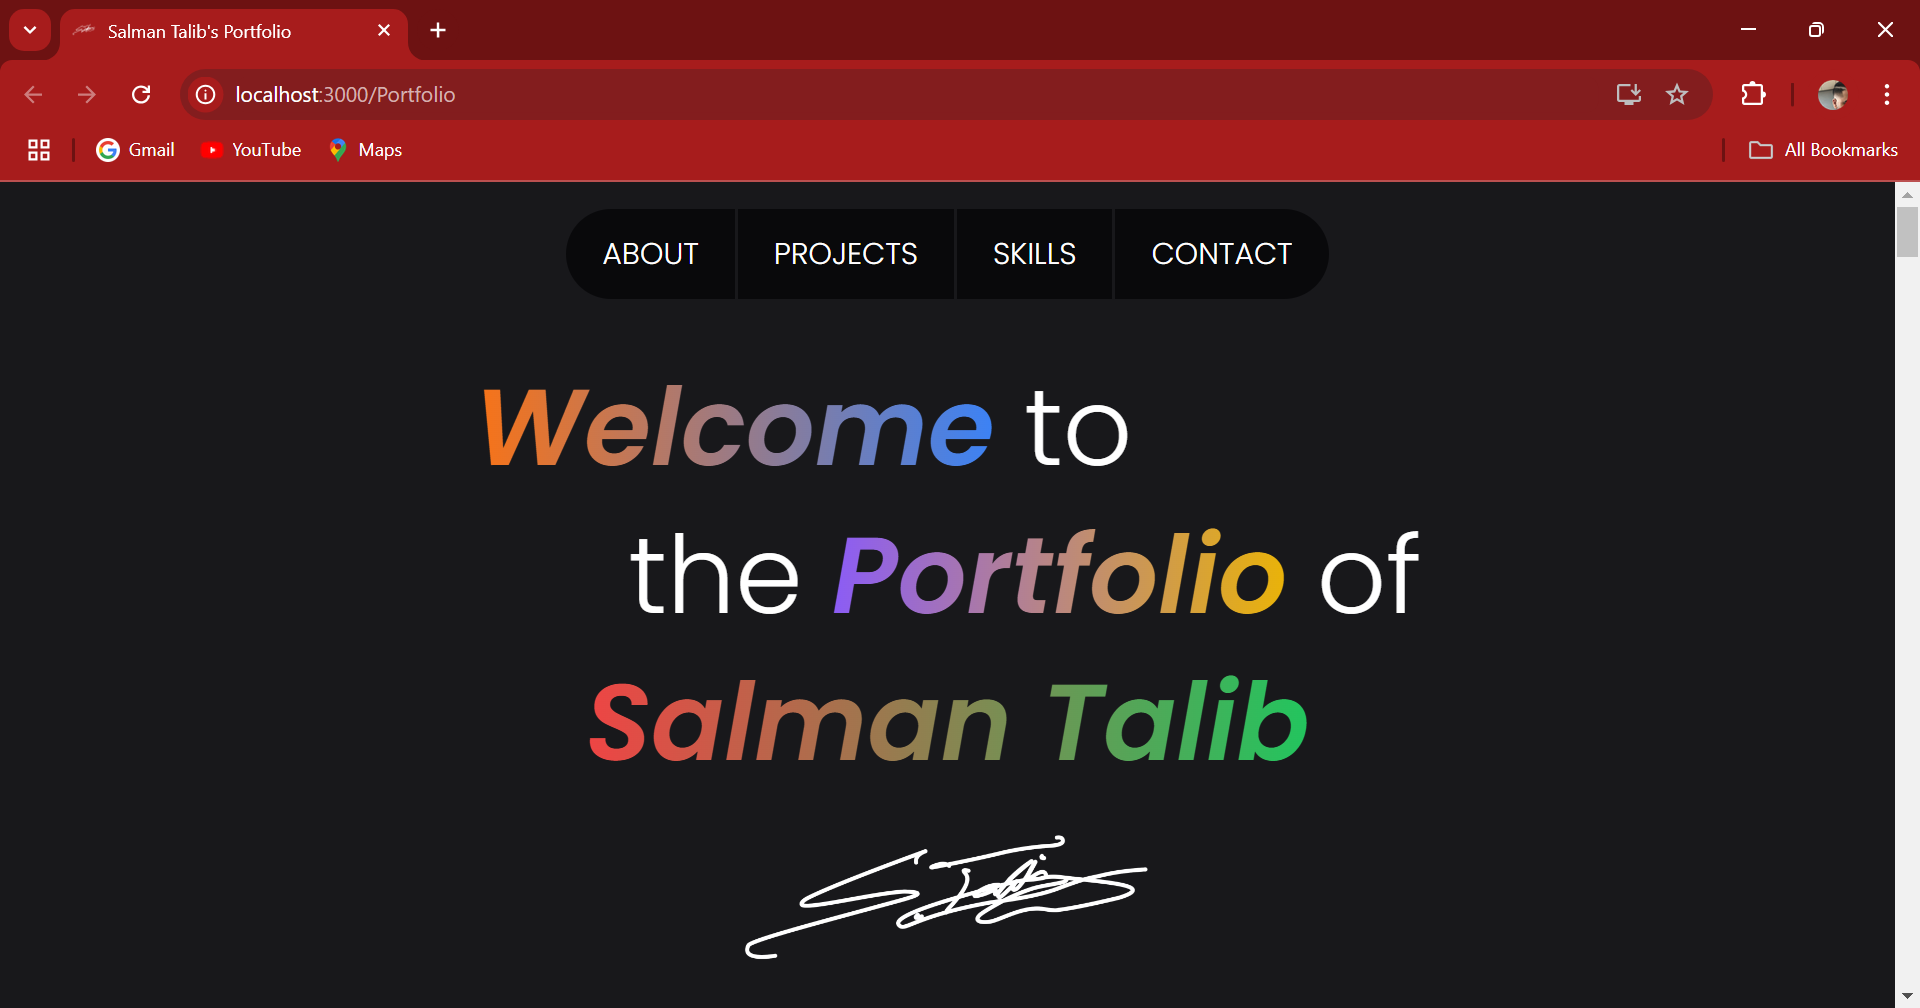 Salman Talib's Portfolio
localhost:3000/Portfolio
Gmail YouTube Maps All Bookmarks
ABOUT PROJECTS SKILLS CONTACT
Welcome to
the Portfolio of
Salman Talib